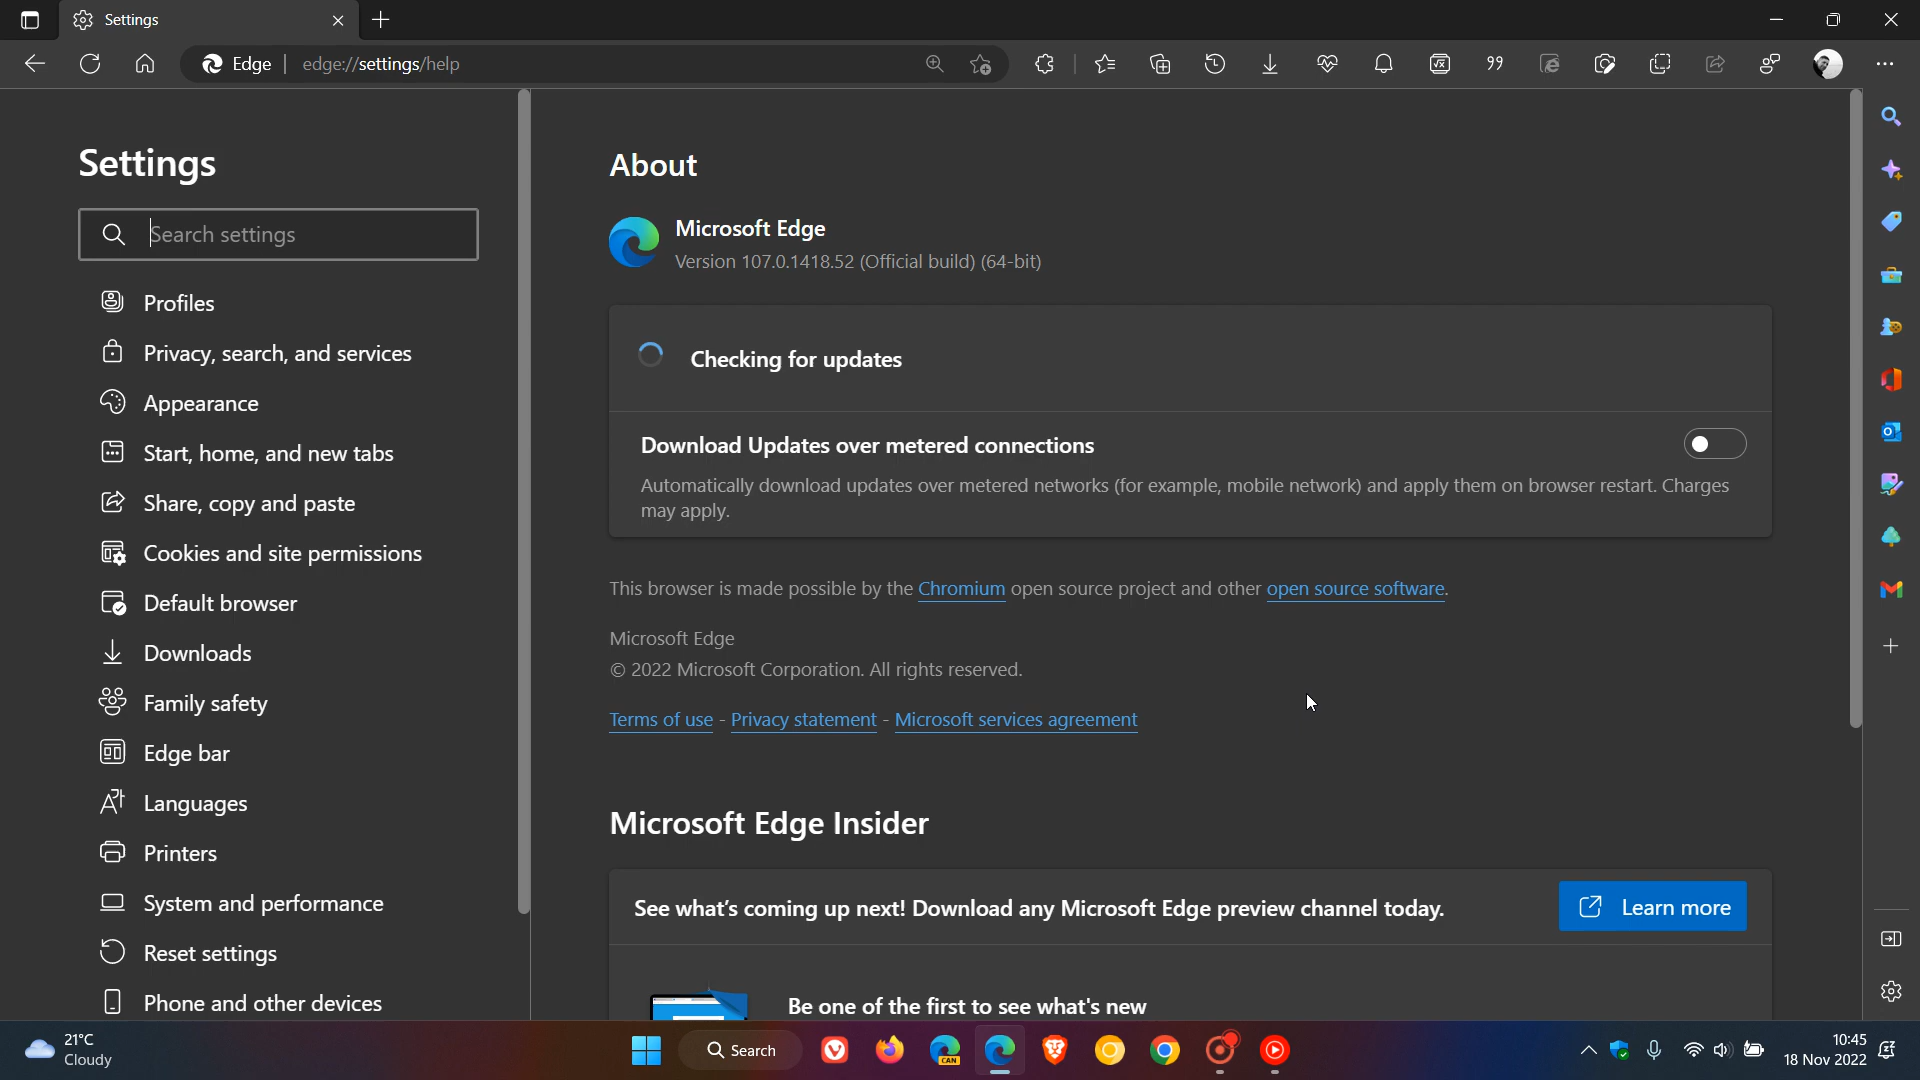 Settings
Edge
edge://settings/help
Settings
Search settings
Profiles
Privacy, search, and services
Appearance
Start, home, and new tabs
Share, copy and paste
Cookies and site permissions
Default browser
Downloads
Family safety
Edge bar
Languages
Printers
System and performance
Reset settings
Phone and other devices
About
Microsoft Edge
Version 107.0.1418.52 (Official build) (64-bit)
Checking for updates
Download Updates over metered connections
Automatically download updates over metered networks (for example, mobile network) and apply them on browser restart. Charges
may apply.
This browser is made possible by the Chromium open source project and other open source software.
Microsoft Edge
© 2022 Microsoft Corporation. All rights reserved.
Terms of use - Privacy statement - Microsoft services agreement
Microsoft Edge Insider
See what's coming up next! Download any Microsoft Edge preview channel today.
Learn more
Be one of the first to see what's new
21°C
Cloudy
Search
CAN
10:45
18 Nov 2022